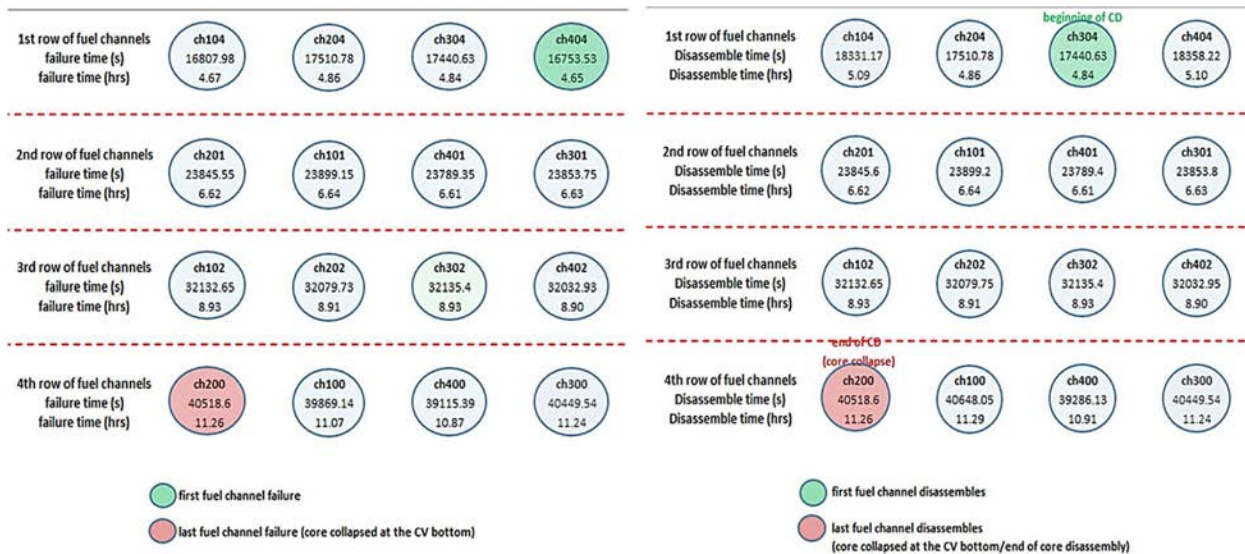 1st row of fuel channels
failure time (s)
failure time (hrs)
ch104
16807.98
4.67
ch204
17510.78
4.86
ch304
17440.63
4.84
ch404
16753.53
4.65
2nd row of fuel channels
failure time (s)
failure time (hrs)
ch201
23845.55
6.62
ch101
23899.15
6.64
ch401
23789.35
6.61
ch301
23853.75
6.63
3rd row of fuel channels
failure time (s)
failure time (hrs)
ch102
32132.65
8.93
ch202
32079.73
8.91
ch302
32135.4
8.93
ch402
32032.93
8.90
4th row of fuel channels
failure time (s)
failure time (hrs)
ch200
40518.6
11.26
ch100
39869.14
11.07
ch400
39115.39
10.87
ch300
40449.54
11.24
first fuel channel failure
last fuel channel failure (core collapsed at the CV bottom)
beginning of CD
1st row of fuel channels
Disassemble time (s)
Disassemble time (hrs)
ch104
18331.17
5.09
ch204
17510.78
4.86
ch304
17440.63
4.84
ch404
18358.22
5.10
2nd row of fuel channels
Disassemble time (s)
Disassemble time (hrs)
ch201
23845.6
6.62
ch101
23899.2
6.64
ch401
23789.4
6.61
ch301
23853.8
6.63
3rd row of fuel channels
Disassemble time (s)
Disassemble time (hrs)
ch102
32132.65
8.93
ch202
32079.75
8.91
ch302
32135.4
8.93
ch402
32032.95
8.90
end of CD
(core collapse)
4th row of fuel channels
Disassemble time (s)
Disassemble time (hrs)
ch200
40518.6
11.26
ch100
40648.05
11.29
ch400
39286.13
10.91
ch300
40449.54
11.24
first fuel channel disassembles
last fuel channel disassembles
(core collapsed at the CV bottom/end of core disassembly)